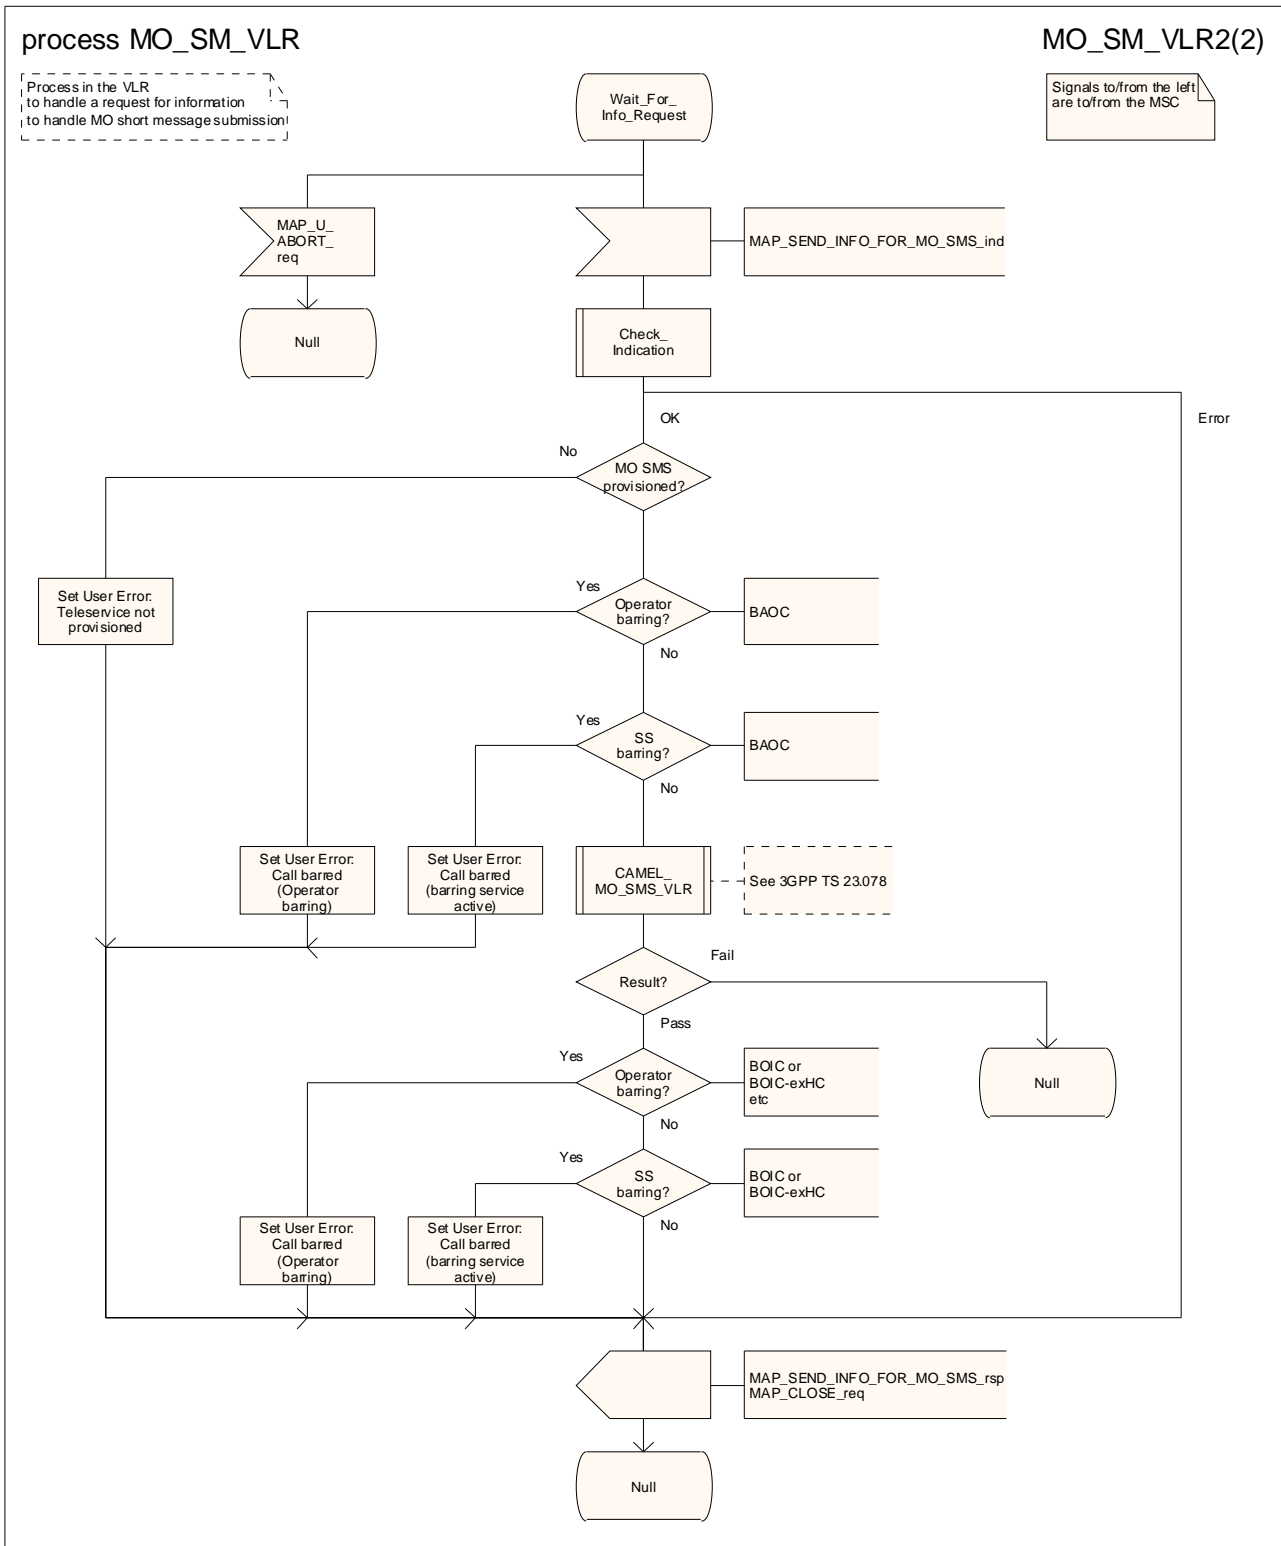 process MO_SM_VLR
MO_SM_VLR2(2)
Process in the VLR
to handle a request for information
to handle MO short message submission
Wait_For_
Info_Request
Signals to/from the left
are to/from the MSC
MAP_U_
ABORT_
req
MAP_SEND_INFO_FOR_MO_SMS_ind
Null
Check_
Indication
OK
Error
No
MO SMS
provisioned?
Set User Error:
Teleservice not
provisioned
Yes
Operator
barring?
BAOC
No
Yes
SS
barring?
BAOC
No
Set User Error:
Call barred
(Operator
barring)
Set User Error:
Call barred
(barring service
active)
CAMEL_
MO_SMS_VLR
See 3GPP TS 23.078
Result?
Fail
Pass
Yes
Operator
barring?
BOIC or
BOIC-exHC
etc
Null
No
Yes
SS
barring?
BOIC or
BOIC-exHC
No
Set User Error:
Call barred
(Operator
barring)
Set User Error:
Call barred
(barring service
active)
MAP_SEND_INFO_FOR_MO_SMS_rsp
MAP_CLOSE_req
Null